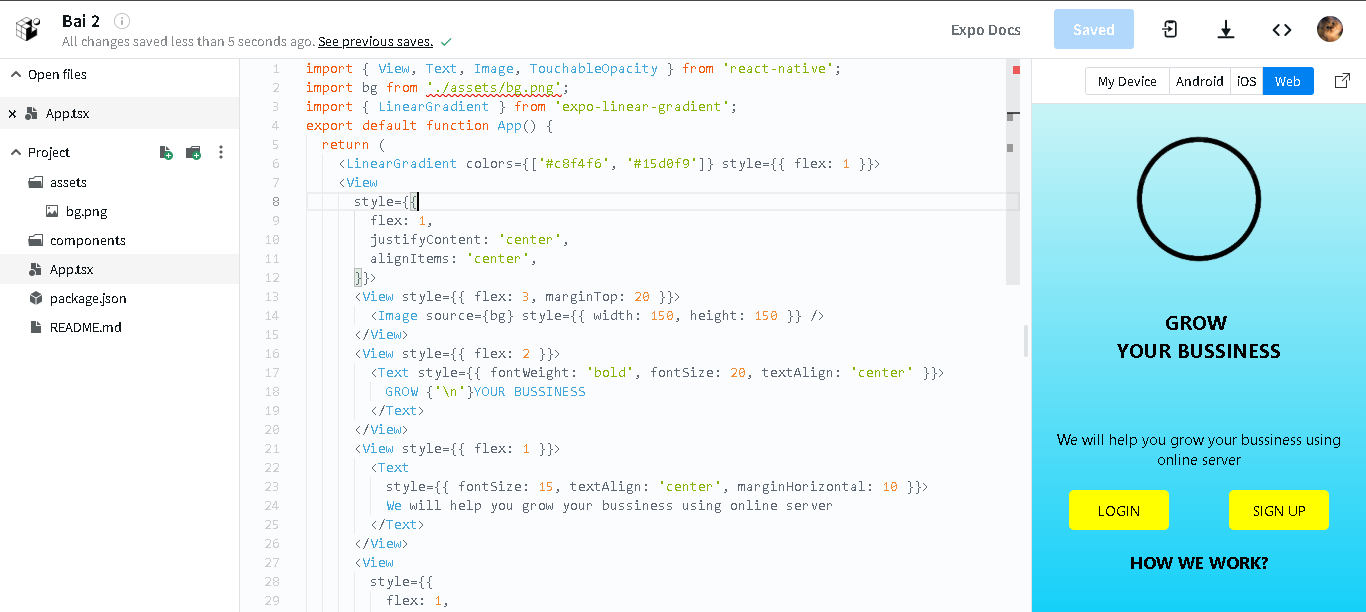 Bai 2
All changes saved less than 5 seconds ago. See previous saves.
Expo Docs
Saved
Open files
App.tsx
Project
assets
bg.png
components
App.tsx
package.json
README.md
1 import { View, Text, Image, TouchableOpacity } from 'react-native';
2 import bg from './assets/bg.png';
3 import { LinearGradient } from 'expo-linear-gradient';
4 export default function App() {
5 return (
6 <LinearGradient colors={['#c8f4f6', '#15d0f9']} style={{ flex: 1 }}>
7 <View
8 style={{
9 flex: 1,
10 justifyContent: 'center',
11 alignItems: 'center',
12 }}>
13 <View style={{ flex: 3, marginTop: 20 }}>
14 <Image source={bg} style={{ width: 150, height: 150 }} />
15 </View>
16 <View style={{ flex: 2 }}>
17 <Text style={{ fontWeight: 'bold', fontSize: 20, textAlign: 'center' }}>
18 GROW {'\n'}YOUR BUSSINESS
19 </Text>
20 </View>
21 <View style={{ flex: 1 }}>
22 <Text
23 style={{ fontSize: 15, textAlign: 'center', marginHorizontal: 10 }}>
24 We will help you grow your bussiness using online server
25 </Text>
26 </View>
27 <View
28 style={{
29 flex: 1,
My Device
Android
iOS
Web
GROW
YOUR BUSSINESS
We will help you grow your bussiness using
online server
LOGIN
SIGN UP
HOW WE WORK?